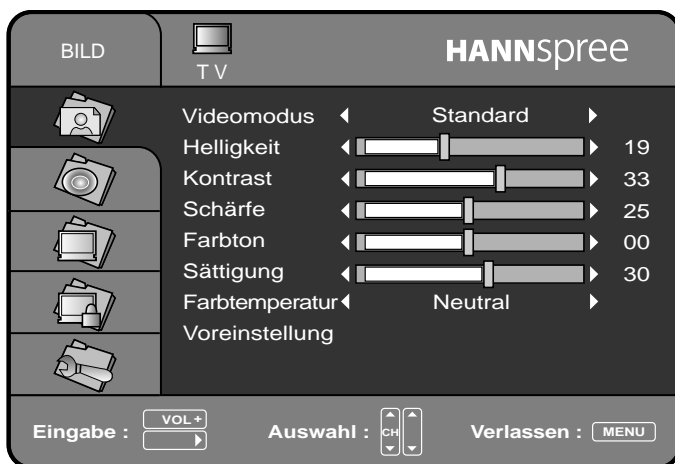 BILD
TV
HANNspree
Videomodus Standard
Helligkeit 19
Kontrast 33
Schärfe 25
Farbton 00
Sättigung 30
Farbtemperatur Neutral
Voreinstellung
Eingabe : VOL+ Auswahl : CH Verlassen : MENU